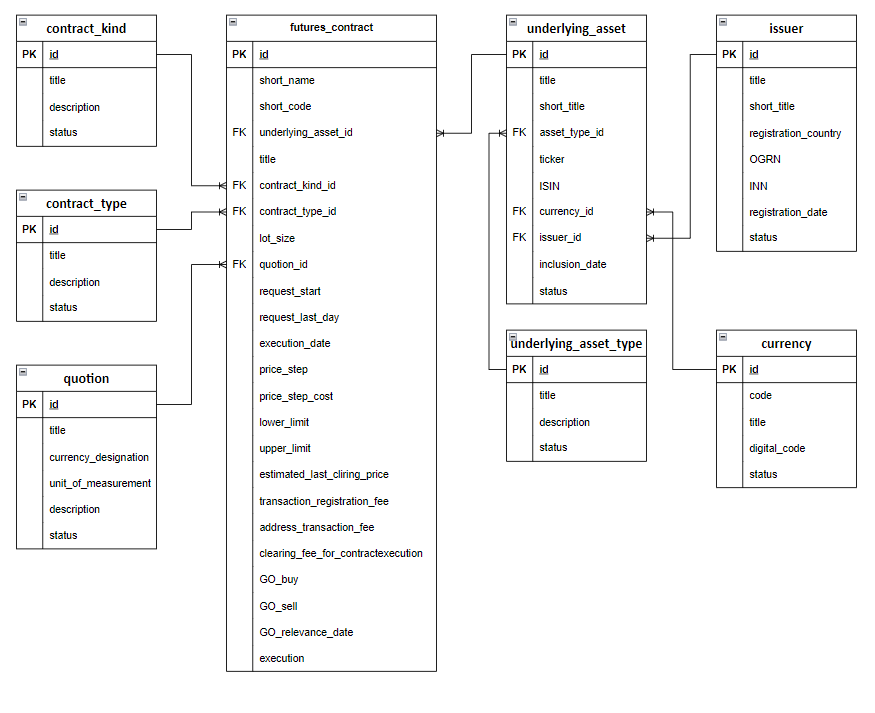 contract_kind
PK id
title
description
status
contract_type
PK id
title
description
status
quotion
PK id
title
currency_designation
unit_of_measurement
description
status
futures_contract
PK id
short_name
short_code
FK underlying_asset_id
title
FK contract_kind_id
FK contract_type_id
lot_size
FK quotion_id
request_start
request_last_day
execution_date
price_step
price_step_cost
lower_limit
upper_limit
estimated_last_cliring_price
transaction_registration_fee
address_transaction_fee
clearing_fee_for_contractexecution
GO_buy
GO_sell
GO_relevance_date
execution
underlying_asset
PK id
title
short_title
FK asset_type_id
ticker
ISIN
FK currency_id
FK issuer_id
inclusion_date
status
underlying_asset_type
PK id
title
description
status
issuer
PK id
title
short_title
registration_country
OGRN
INN
registration_date
status
currency
PK id
code
title
digital_code
status